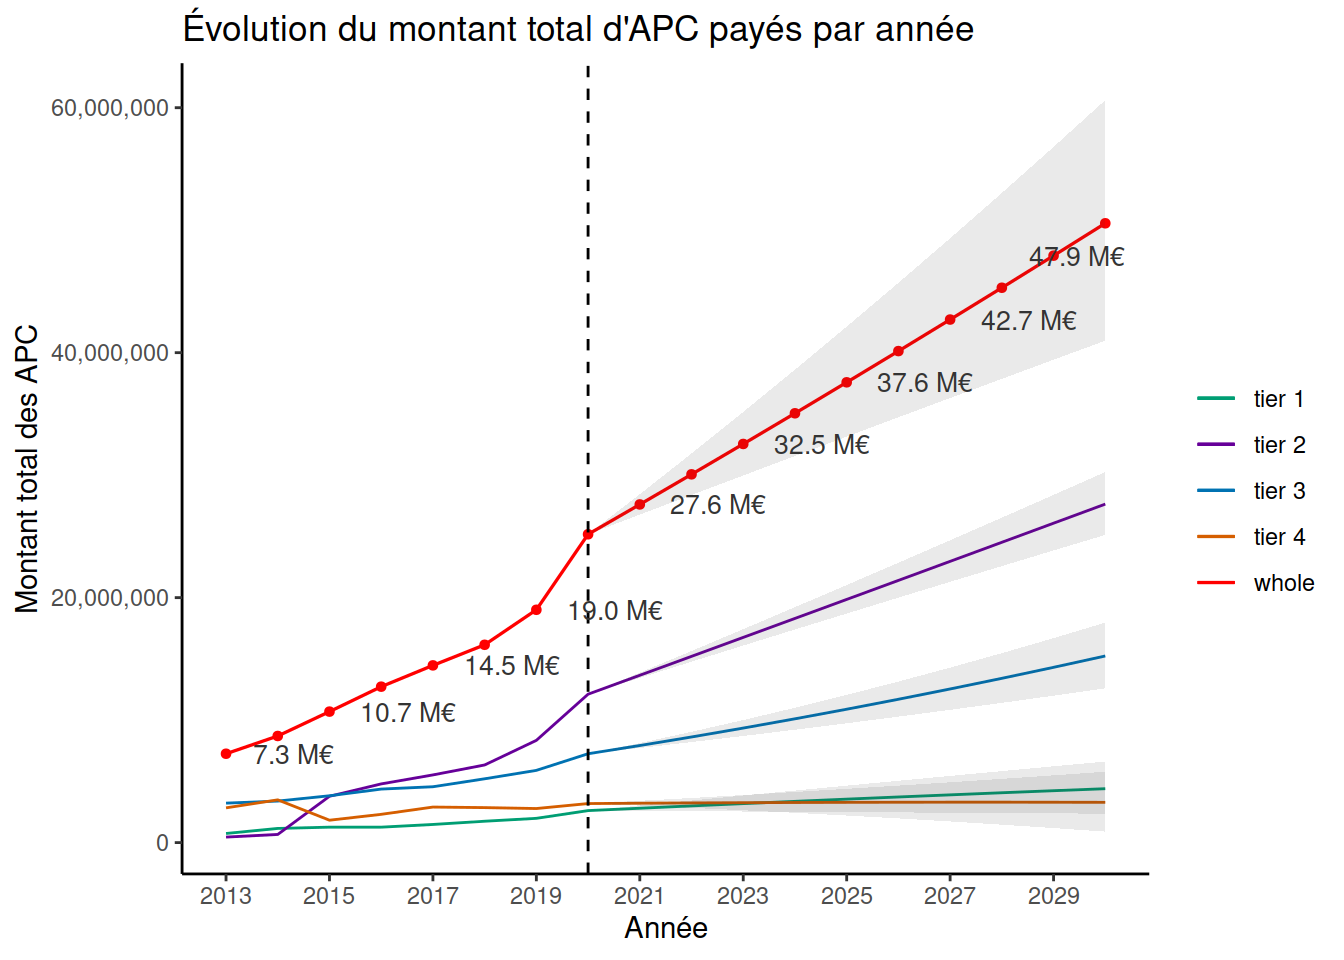 Évolution du montant total d'APC payés par année
Montant total des APC
60,000,000
40,000,000
20,000,000
0
47.9 M€
42.7 M€
37.6 M€
32.5 M€
27.6 M€
19.0 M€
14.5 M€
10.7 M€
7.3 M€
2013
2015
2017
2019
2021
2023
2025
2027
2029
Année
tier 1
tier 2
tier 3
tier 4
whole